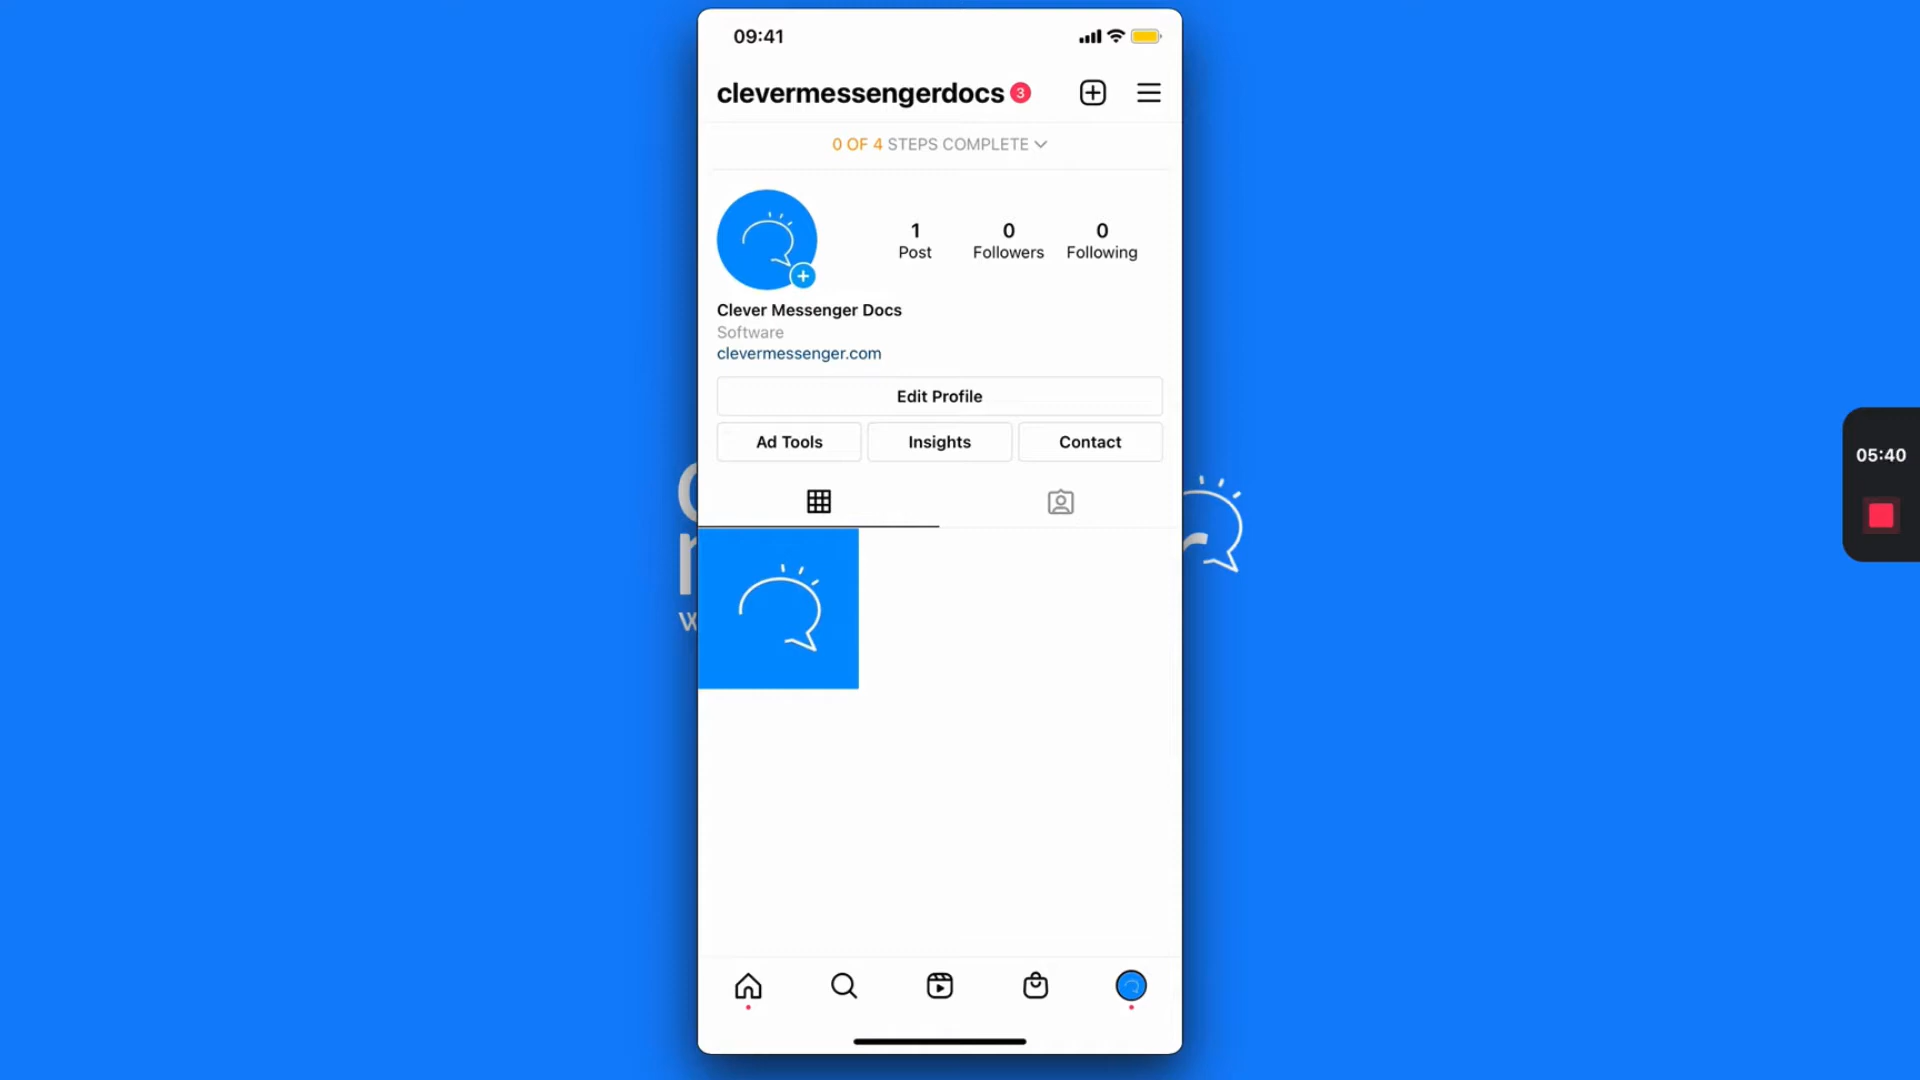 09:41
clevermessengerdocs 3
0 OF 4 STEPS COMPLETE
1 0 0
Post Followers Following
Clever Messenger Docs
Software
clevermessenger.com
Edit Profile
Ad Tools Insights Contact
05:40